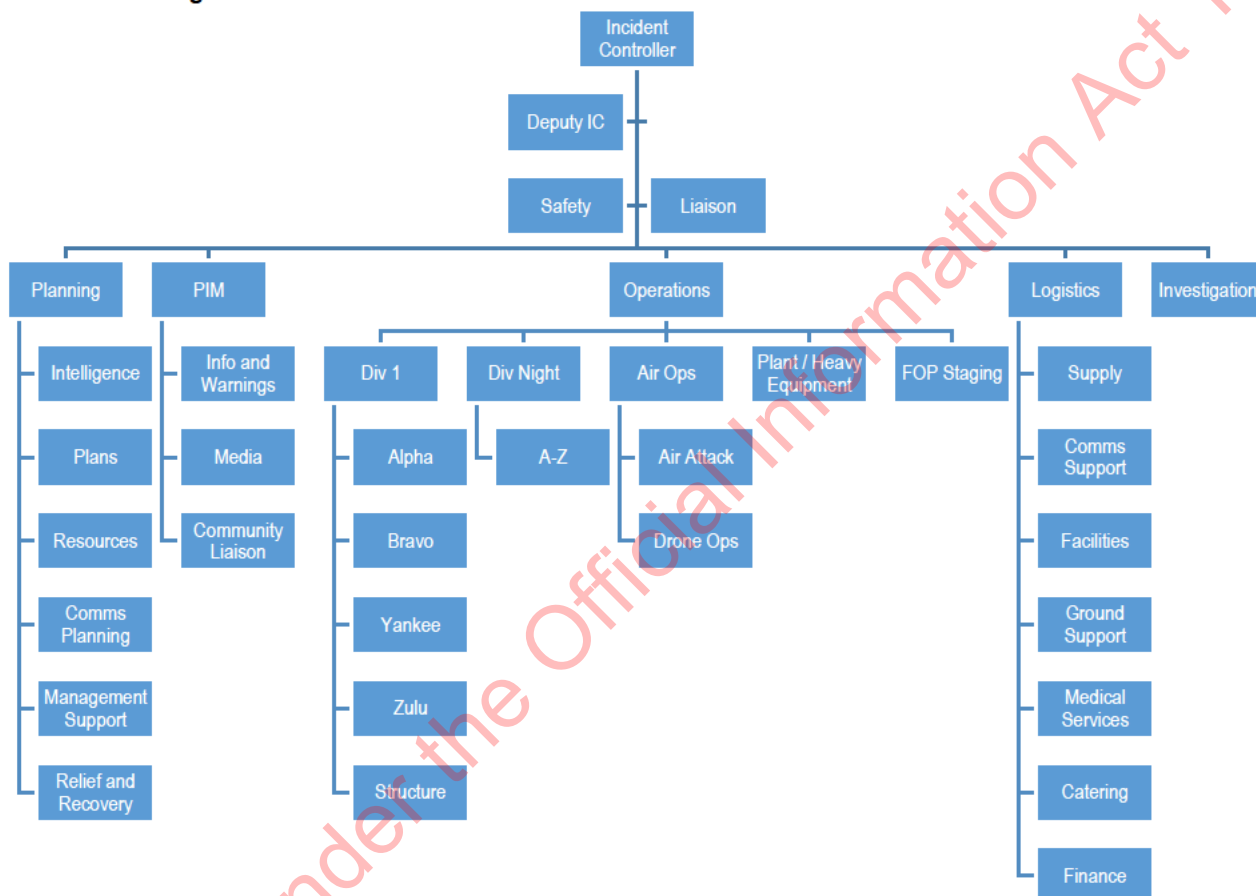 Incident
Controller
Deputy IC
Safety
Liaison
Planning
PIM
Operations
Logistics
Investigation
Intelligence
Plans
Resources
Comms
Planning
Management
Support
Relief and
Recovery
Info and
Warnings
Media
Community
Liaison
Div 1
Alpha
Bravo
Yankee
Zulu
Structure
Div Night
A-Z
Air Ops
Air Attack
Drone Ops
Plant / Heavy
Equipment
FOP Staging
Supply
Comms
Support
Facilities
Ground
Support
Medical
Services
Catering
Finance
under the Official Information Act